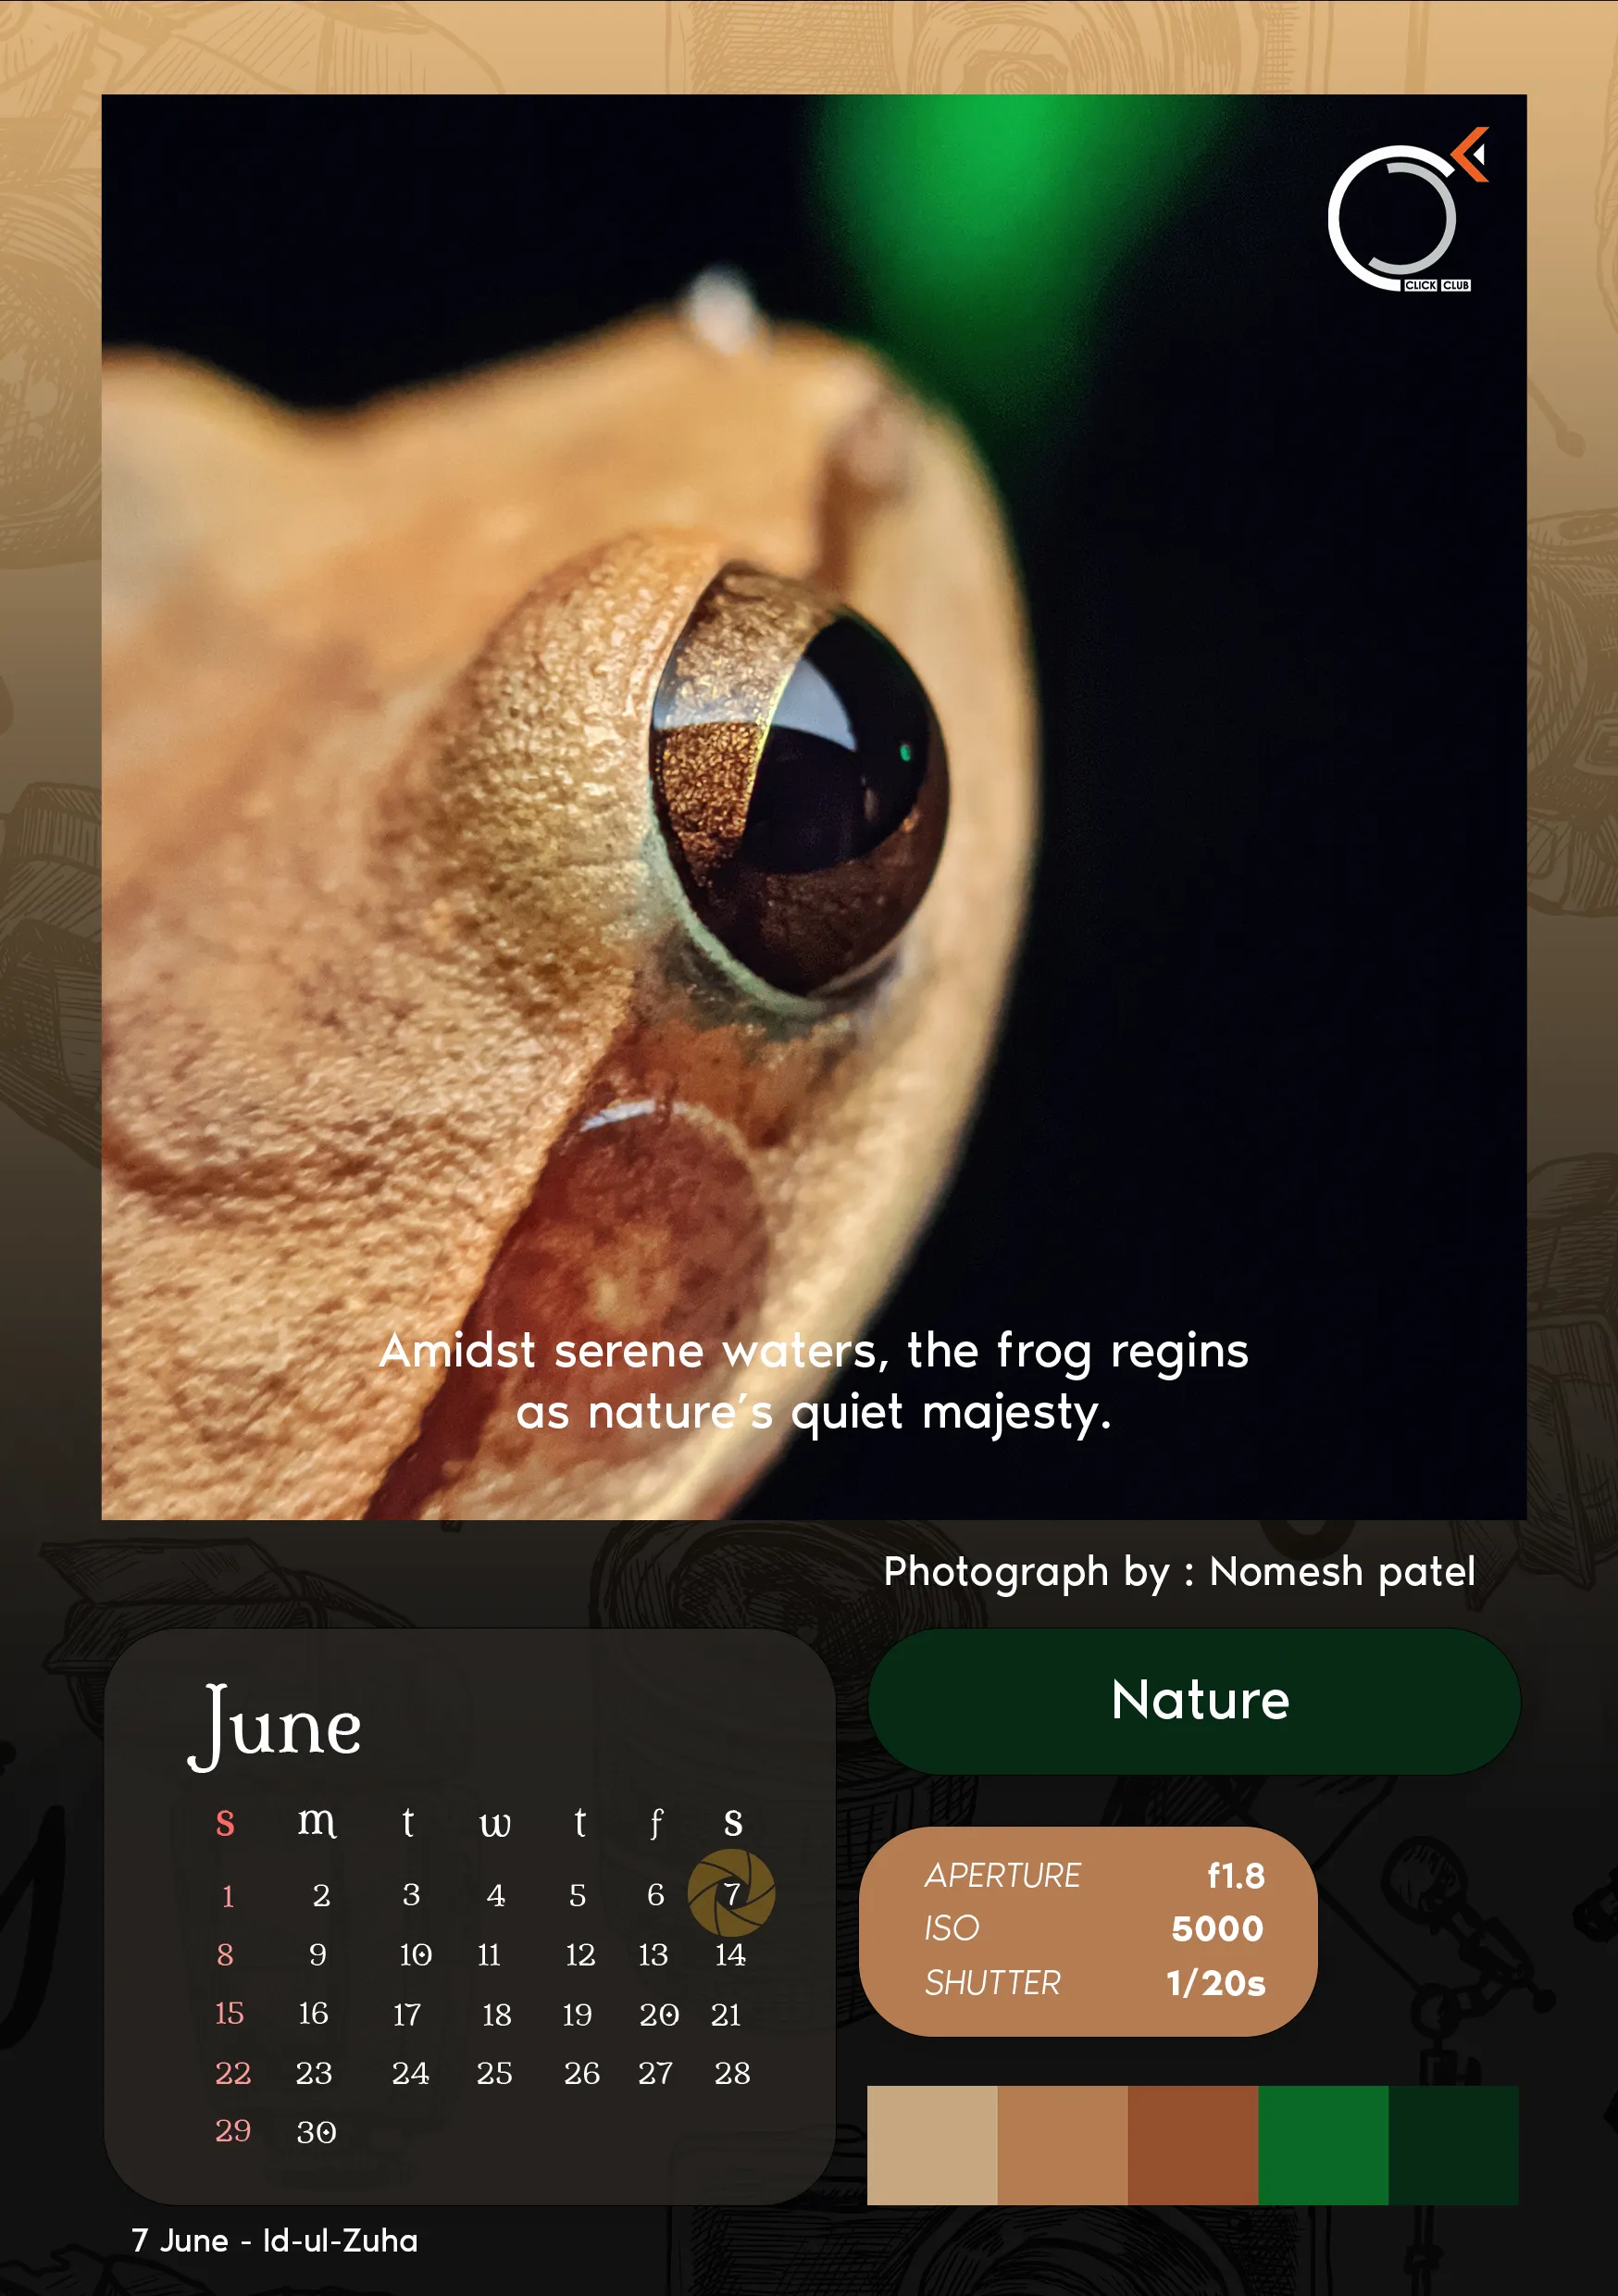 CLICK CLUB
Amidst serene waters, the frog regins
as nature's quiet majesty.
Photograph by : Nomesh patel
June
s m t w t f s
1 2 3 4 5 6 7
8 9 10 11 12 13 14
15 16 17 18 19 20 21
22 23 24 25 26 27 28
29 30
7 June - Id-ul-Zuha
Nature
APERTURE f1.8
ISO 5000
SHUTTER 1/20s